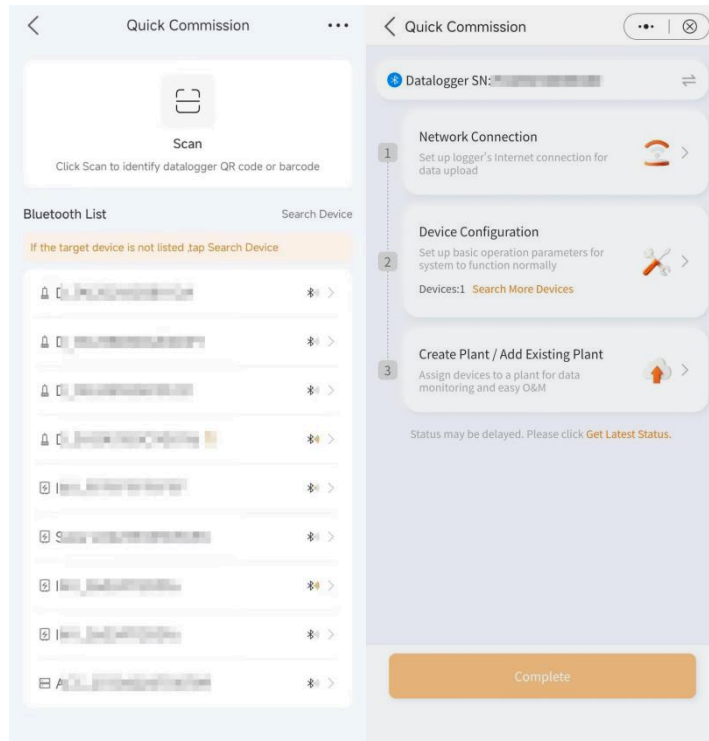 Quick Commission
Scan
Click Scan to identify datalogger QR code or barcode
Bluetooth List
Search Device
If the target device is not listed ,tap Search Device
Quick Commission
Datalogger SN:
1
Network Connection
Set up logger's Internet connection for
data upload
2
Device Configuration
Set up basic operation parameters for
system to function normally
Devices:1 Search More Devices
3
Create Plant / Add Existing Plant
Assign devices to a plant for data
monitoring and easy O&M
Status may be delayed. Please click Get Latest Status.
Complete